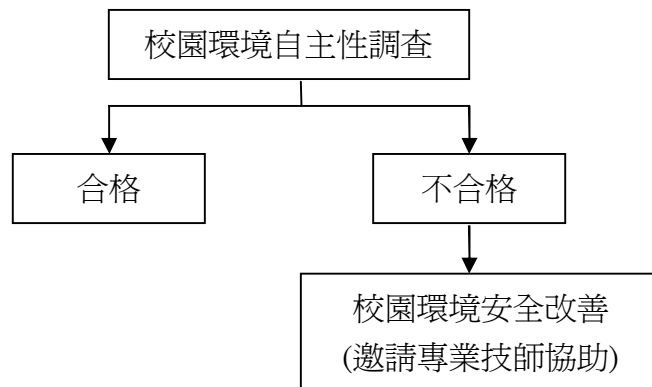 校園環境自主性調查
合格
不合格
校園環境安全改善
(邀請專業技師協助)